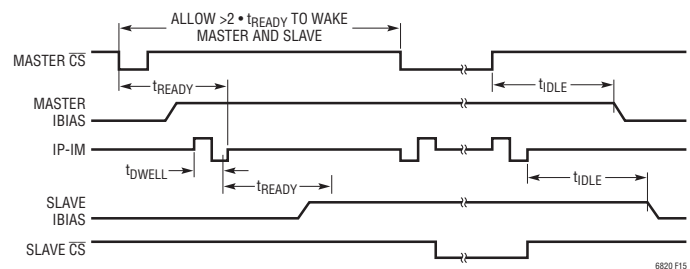 ALLOW >2 • tREADY TO WAKE
MASTER AND SLAVE
MASTER CS
tREADY
tIDLE
MASTER
IBIAS
IP-IM
tDWELL
tREADY
tIDLE
SLAVE
IBIAS
SLAVE CS
6820 F15